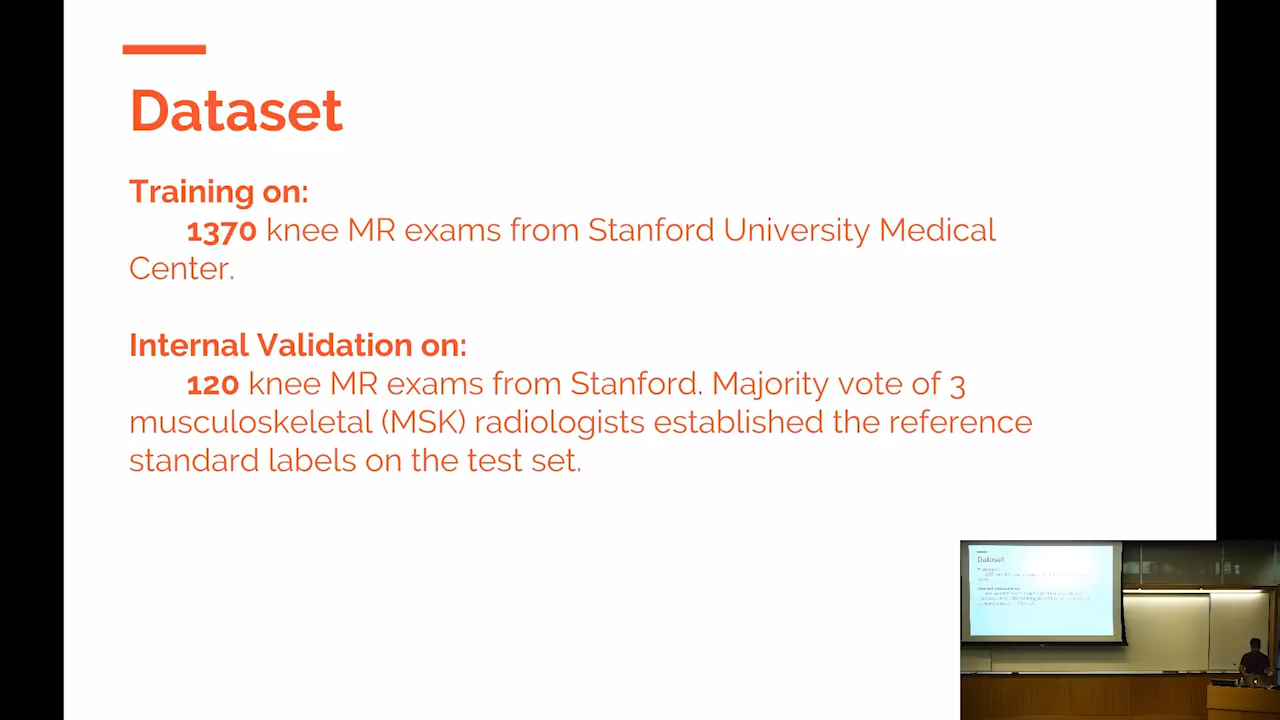 Dataset
Training on:
1370 knee MR exams from Stanford University Medical
Center.
Internal Validation on:
120 knee MR exams from Stanford. Majority vote of 3
musculoskeletal (MSK) radiologists established the reference
standard labels on the test set.
Dataset